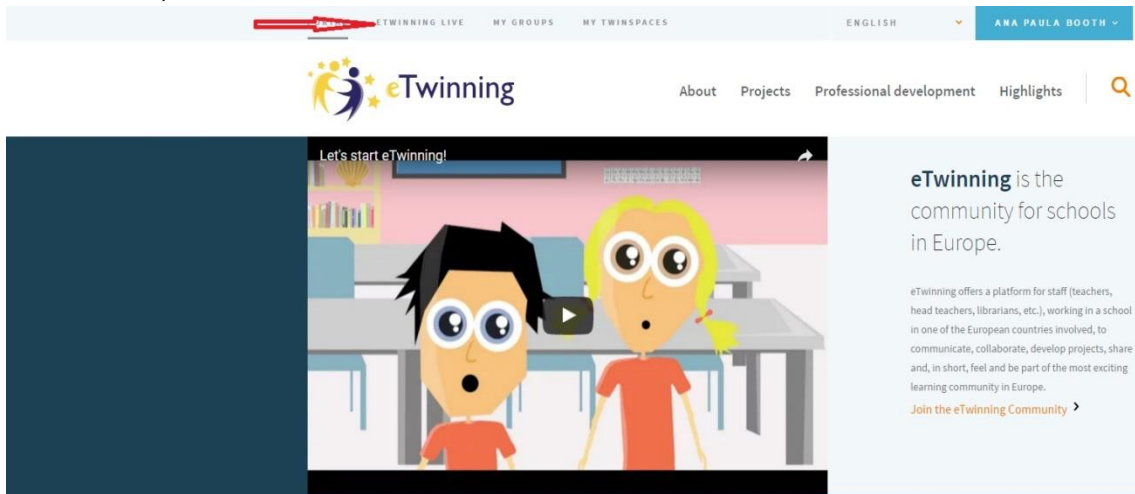 ETWINNING LIVE MY GROUPS MY TWINSPACES ENGLISH ANA PAULA BOOTH
eTwinning
About Projects Professional development Highlights
Let's start eTwinning!
eTwinning is the
community for schools
in Europe.
eTwinning offers a platform for staff (teachers,
head teachers, librarians, etc.), working in a school
in one of the European countries involved, to
communicate, collaborate, develop projects, share
and, in short, feel and be part of the most exciting
learning community in Europe.
Join the eTwinning Community >